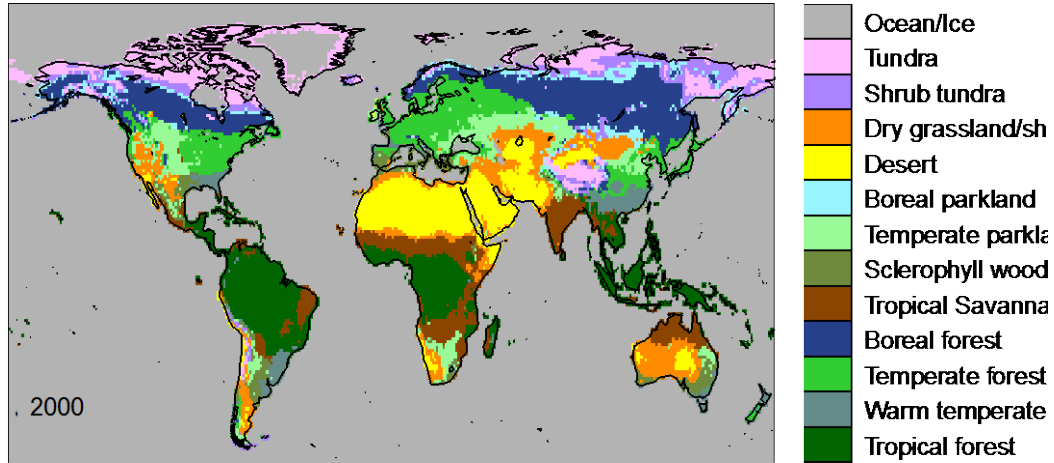 Ocean/Ice
Tundra
Shrub tundra
Dry grassland/sh
Desert
Boreal parkland
Temperate parkla
Sclerophyll wood
Tropical Savanna
Boreal forest
Temperate forest
Warm temperate
Tropical forest
2000